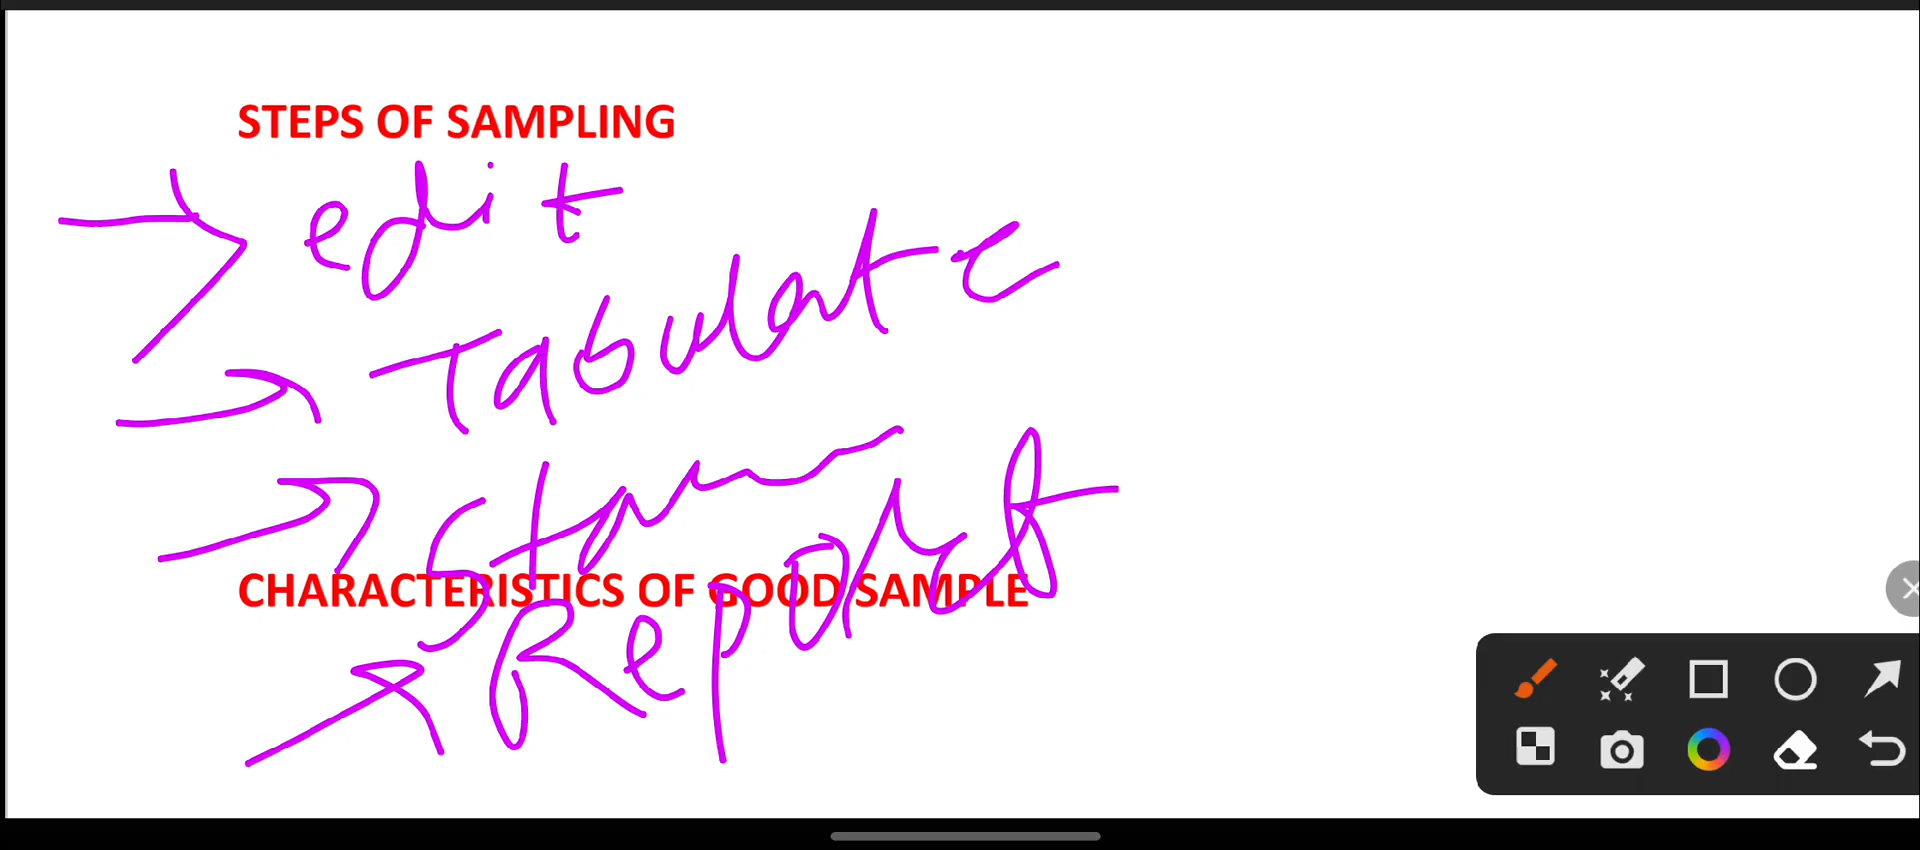 STEPS OF SAMPLING
edit
Tabulate
CHARACTERISTICS OF GOOD SAMPLE
Report